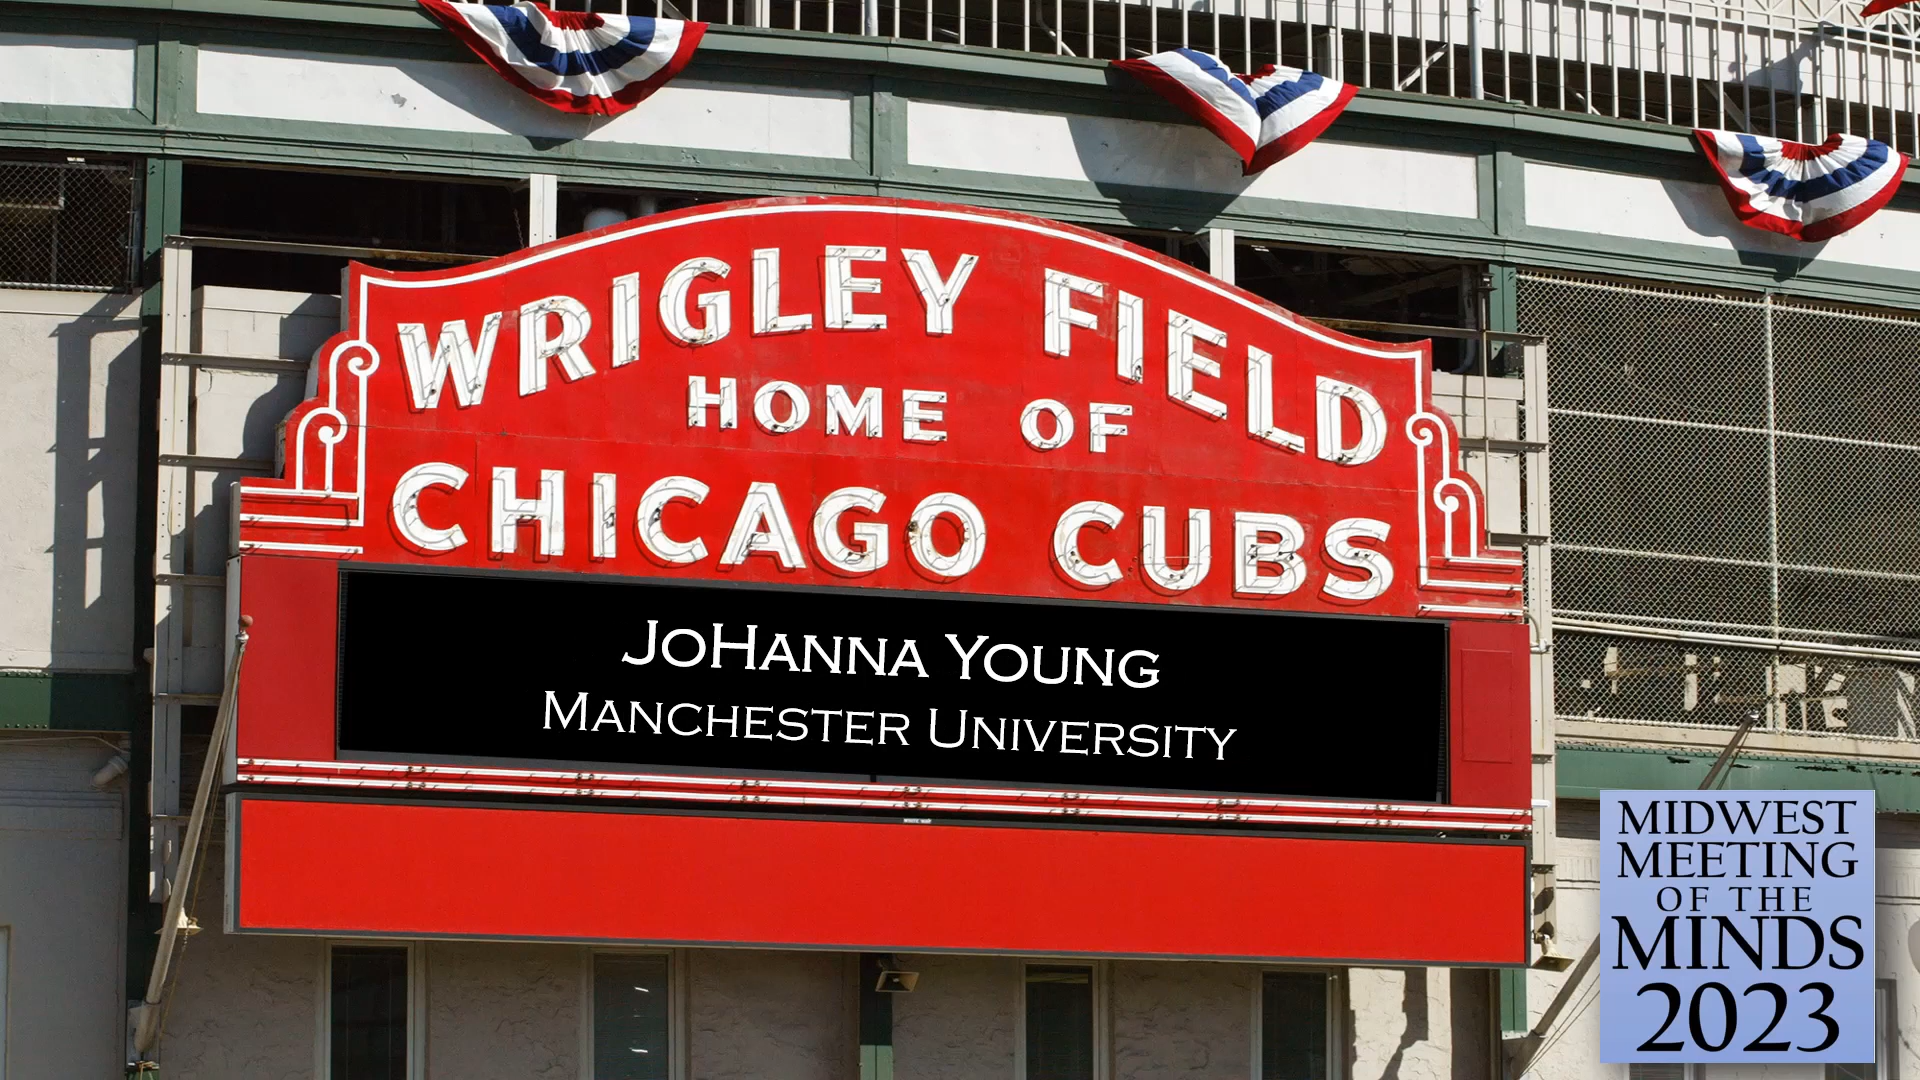 WRIGLEY FIELD
HOME OF
CHICAGO CUBS
JoHanna Young
Manchester University
MIDWEST
MEETING
OF THE
MINDS
2023